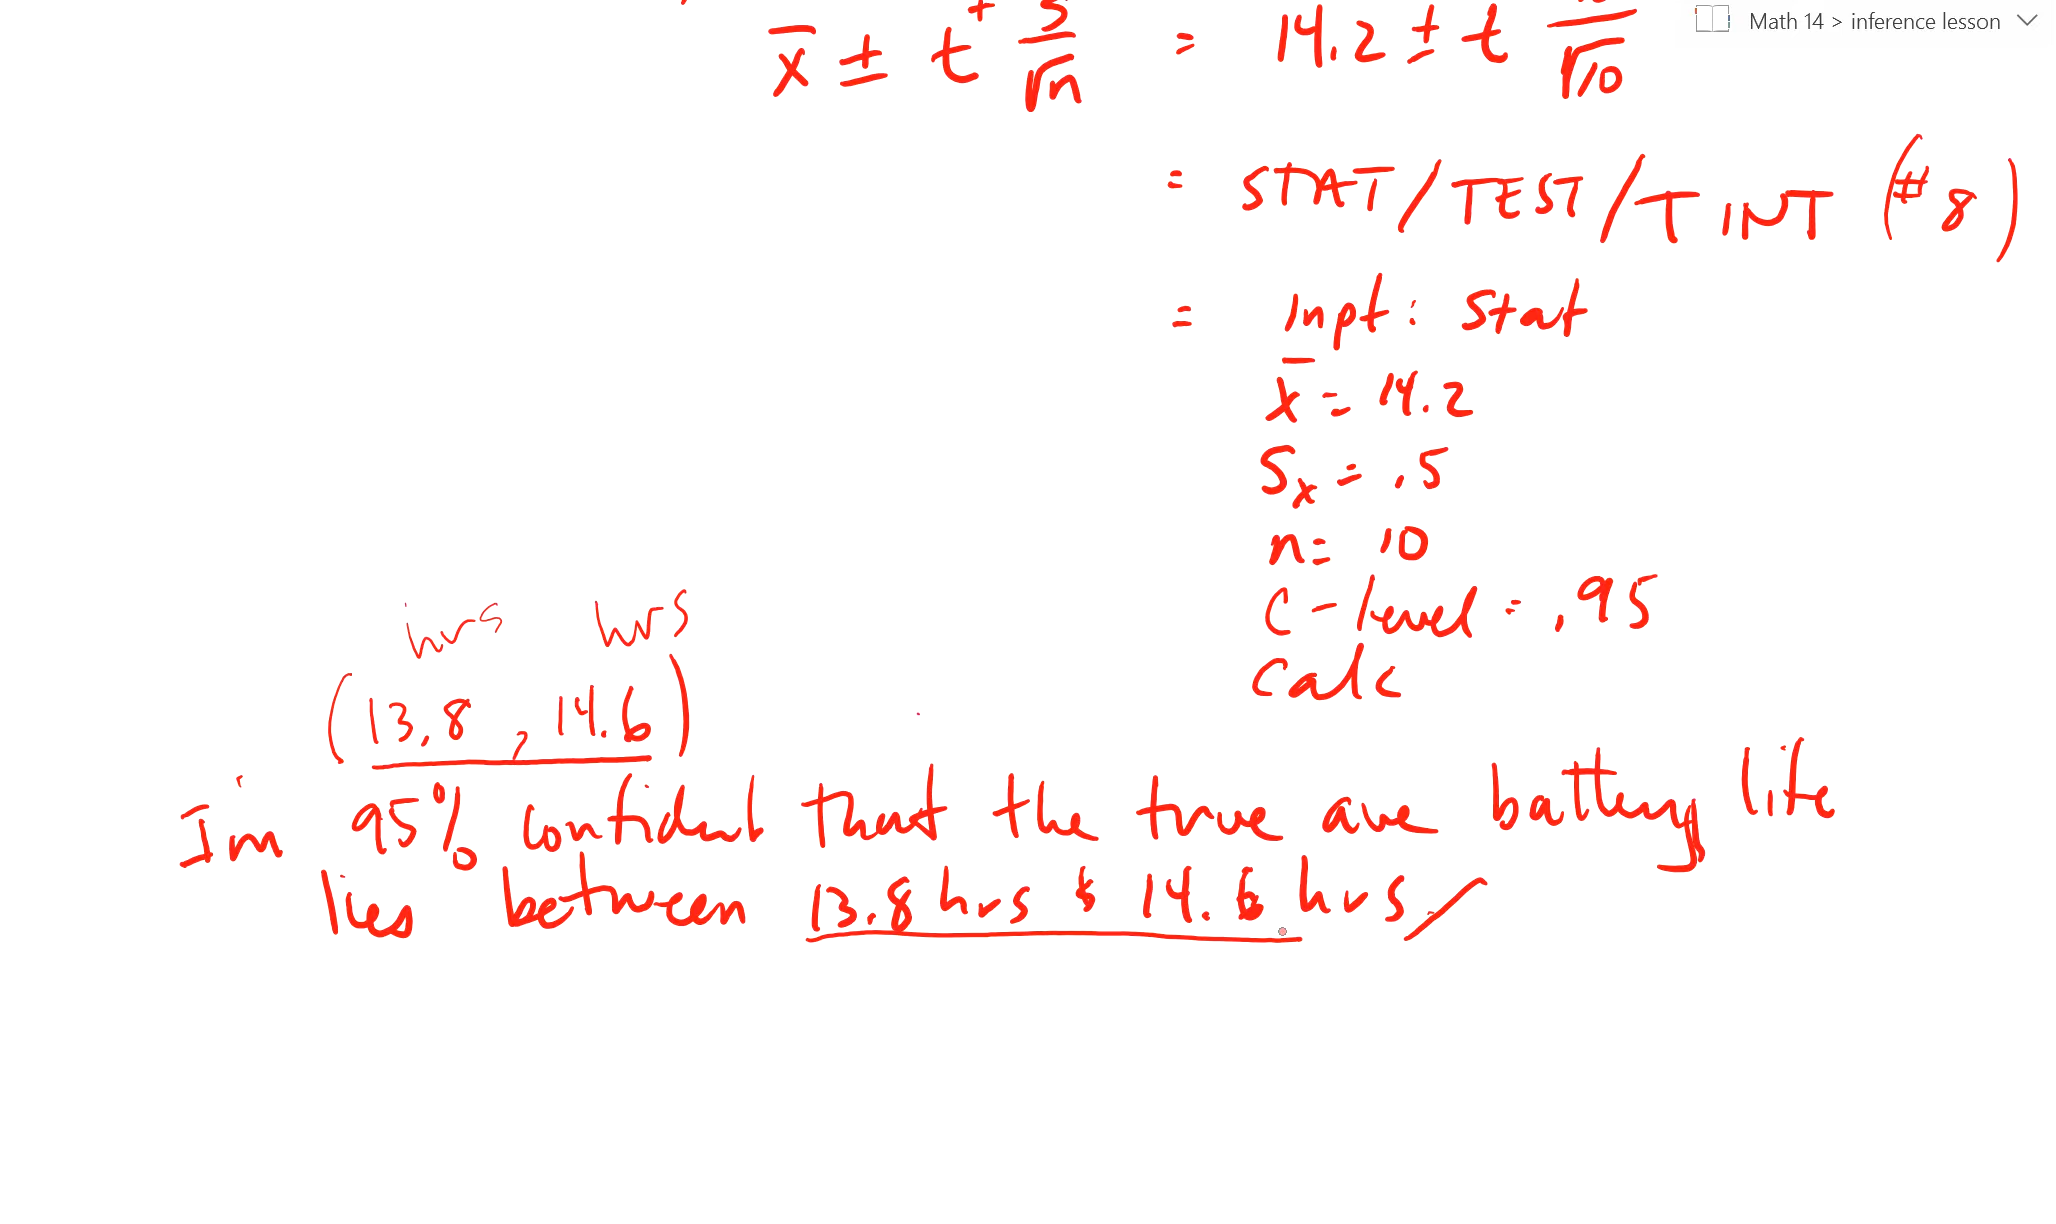 Math 14 > inference lesson
x̄ ± t* s/√n = 14.2 ± t /√10
= STAT/TEST/T INT (#8)
= Inpt: Stat
x̄ = 14.2
Sx = .5
n = 10
C-level = .95
Calc
hrs hrs
(13.8, 14.6)
I'm 95% confident that the true ave battery life
lies between 13.8 hrs & 14.6 hrs